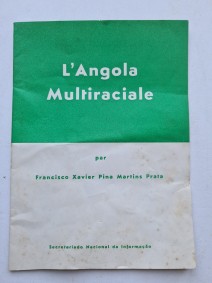 L'Angola
Multiraciale
par
Francisco Xavier Pina Martins Prata
Secretariado Nacional da Informação